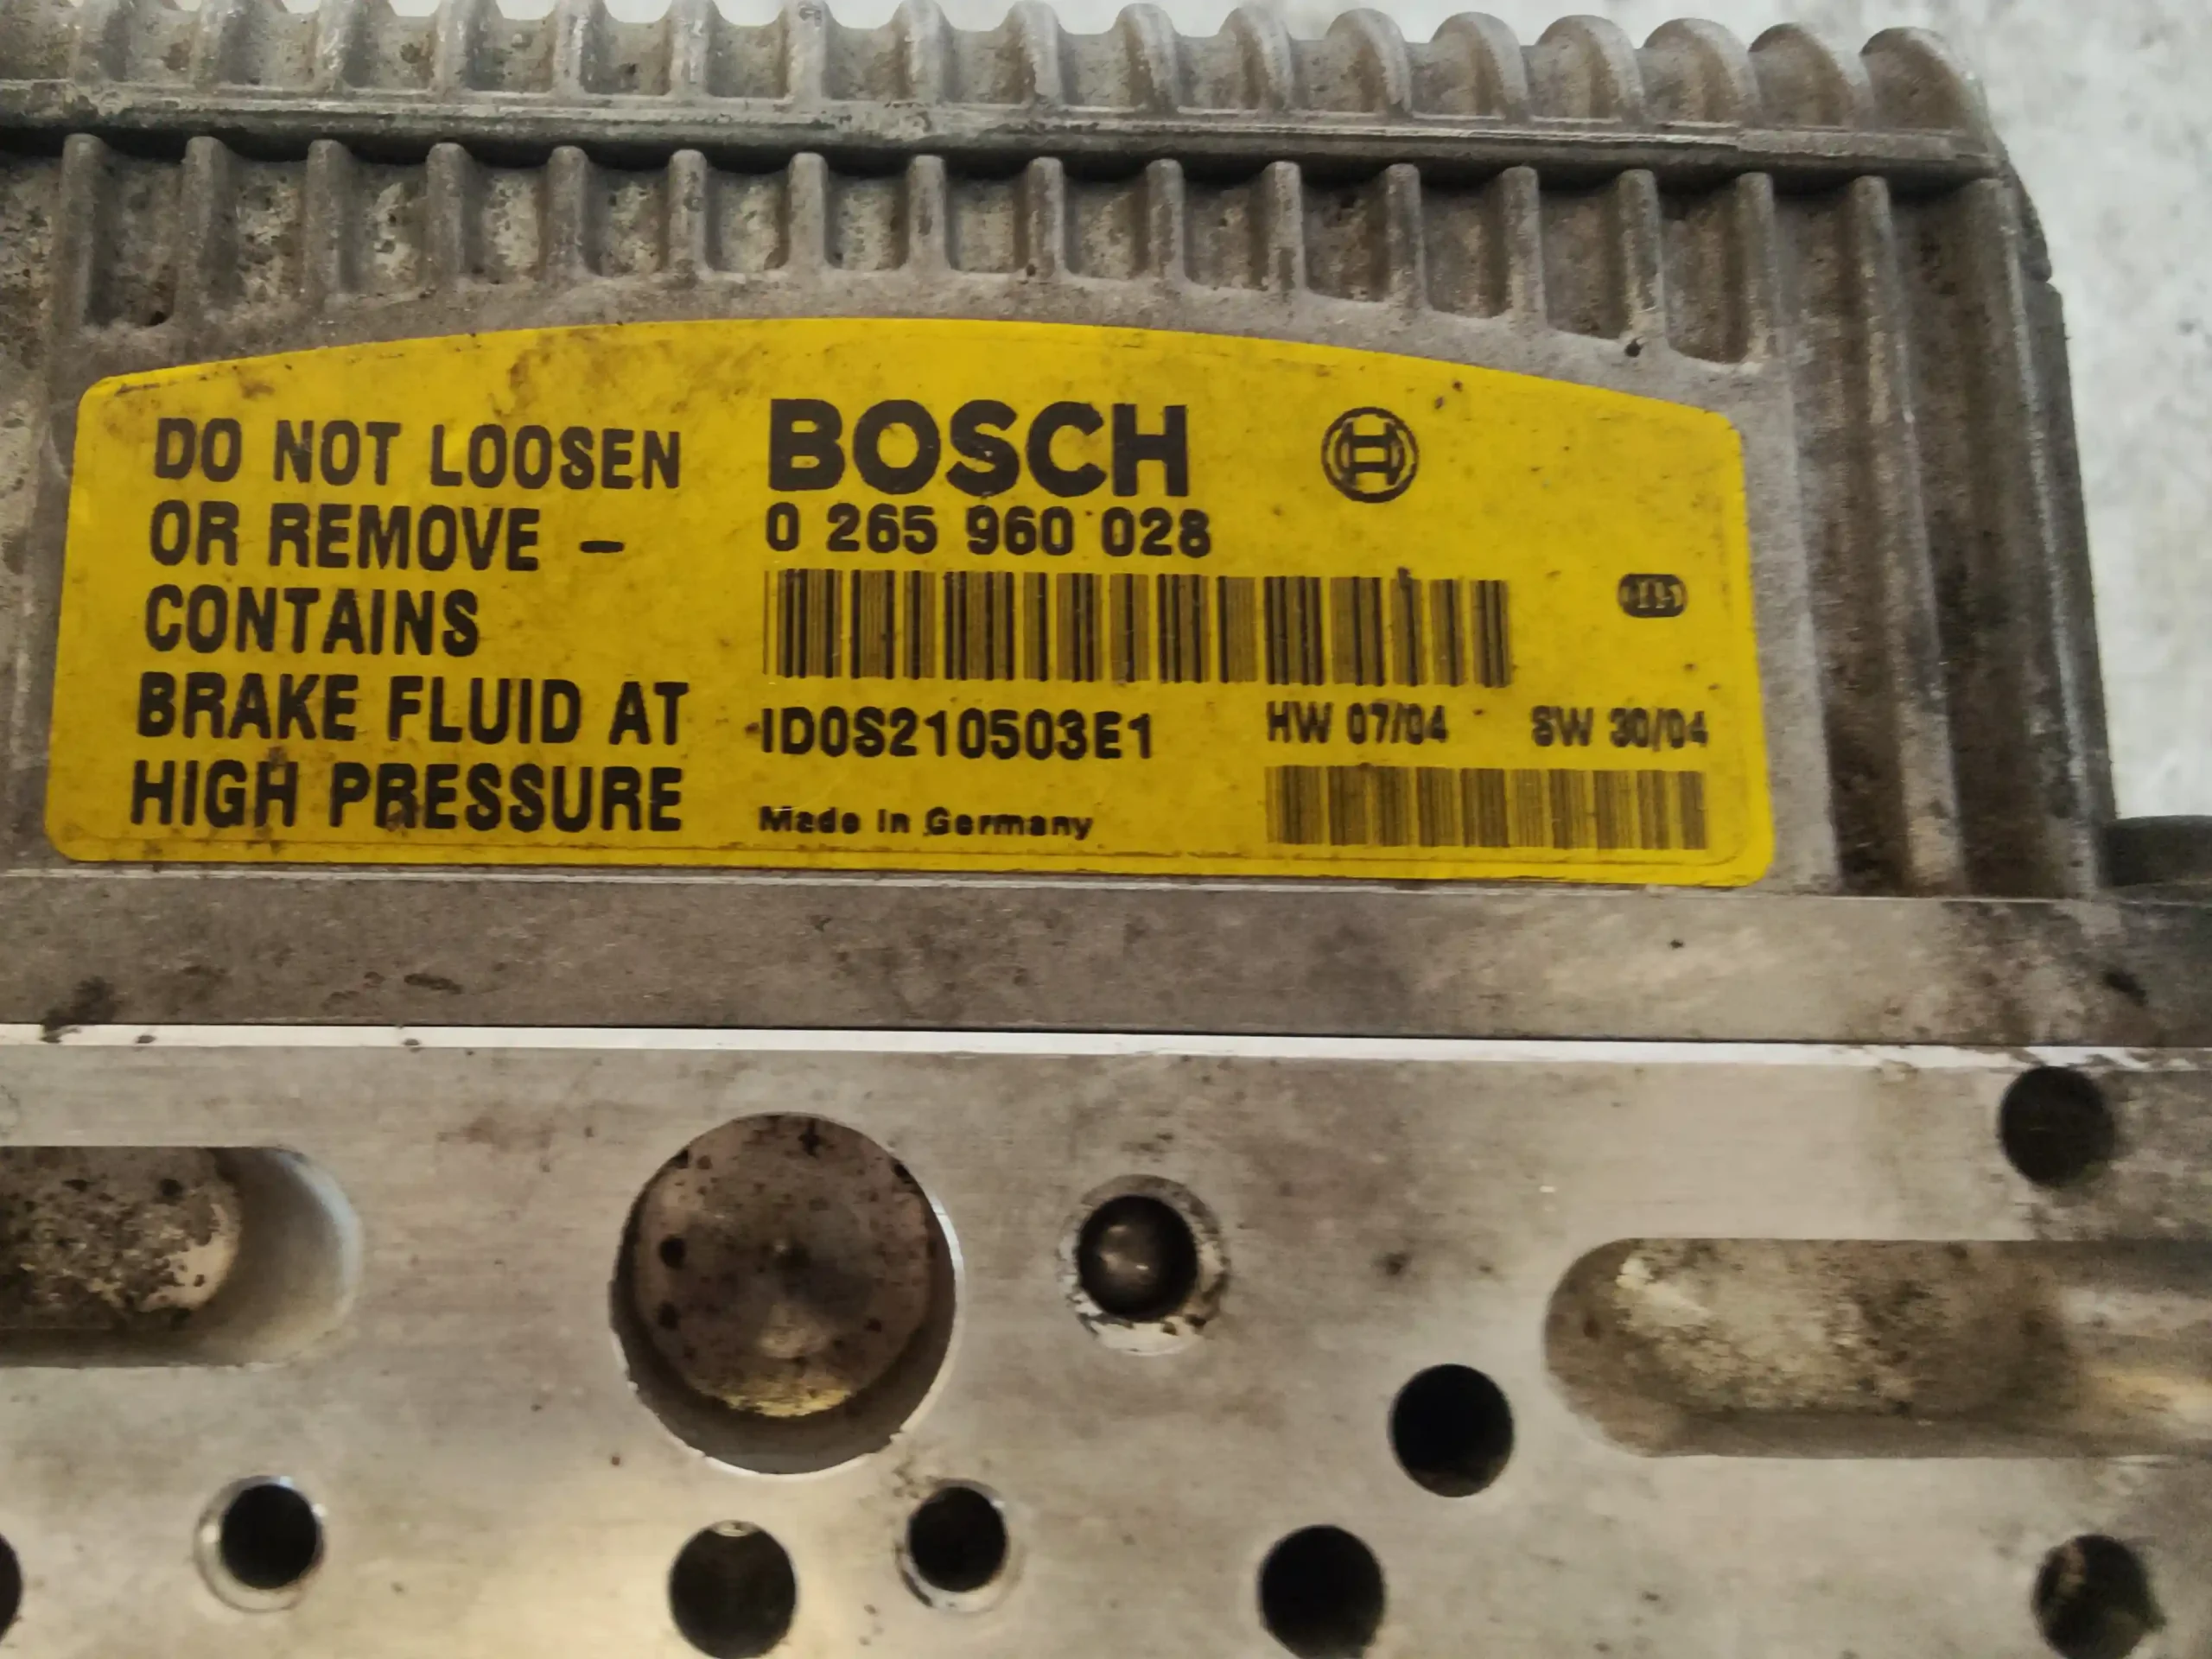 DO NOT LOOSEN
OR REMOVE –
CONTAINS
BRAKE FLUID AT
HIGH PRESSURE
BOSCH
0 265 960 028
ID0S210503E1
HW 07/04 SW 30/04
Made in Germany